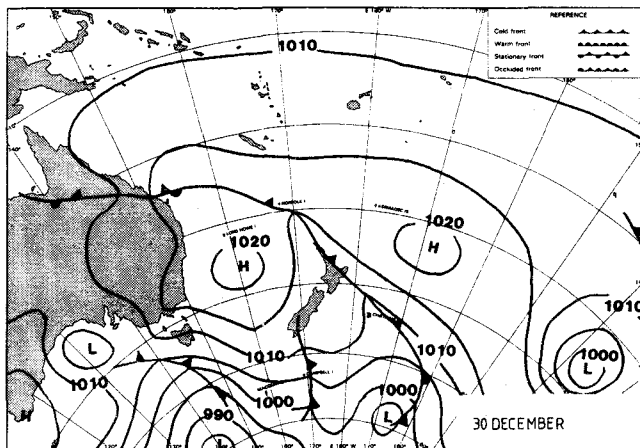 REFERENCE
Cold front
Warm front
Stationary front
Occluded front
1010
1020
H
1020
H
1010
1000
L
L
1010
1010
1010
1000
1000
990
L
L
H
30 DECEMBER